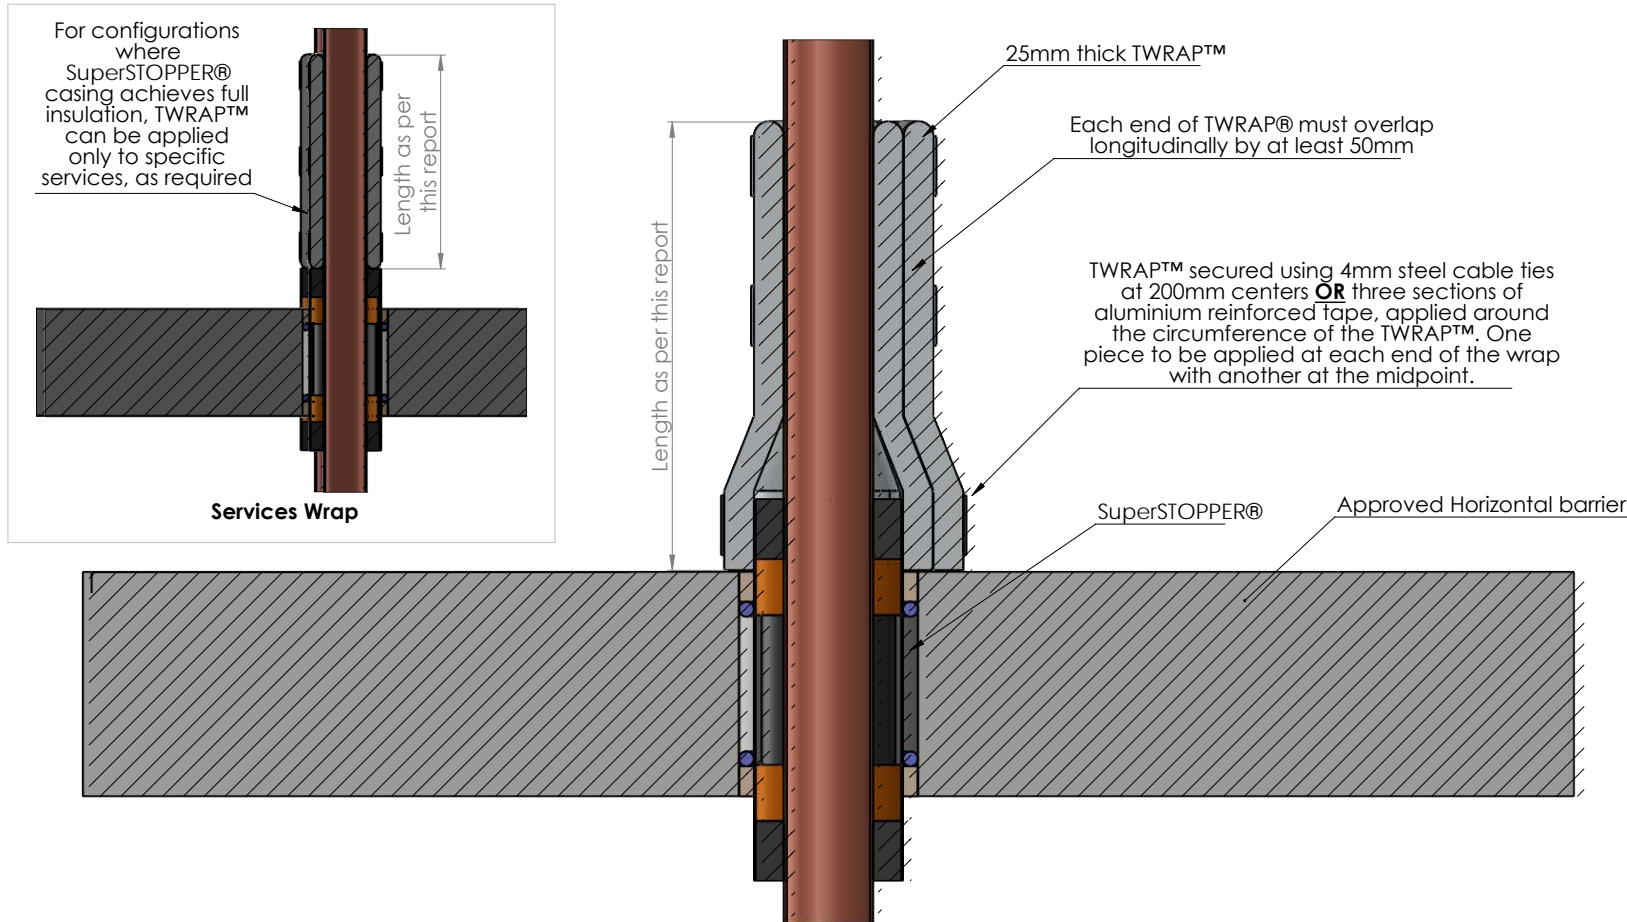 For configurations
where
SuperSTOPPER®
casing achieves full
insulation, TWRAP™
can be applied
only to specific
services, as required
Length as per
this report
Services Wrap
Length as per this report
25mm thick TWRAP™
Each end of TWRAP® must overlap
longitudinally by at least 50mm
TWRAP™ secured using 4mm steel cable ties
at 200mm centers OR three sections of
aluminium reinforced tape, applied around
the circumference of the TWRAP™. One
piece to be applied at each end of the wrap
with another at the midpoint.
SuperSTOPPER®
Approved Horizontal barrier